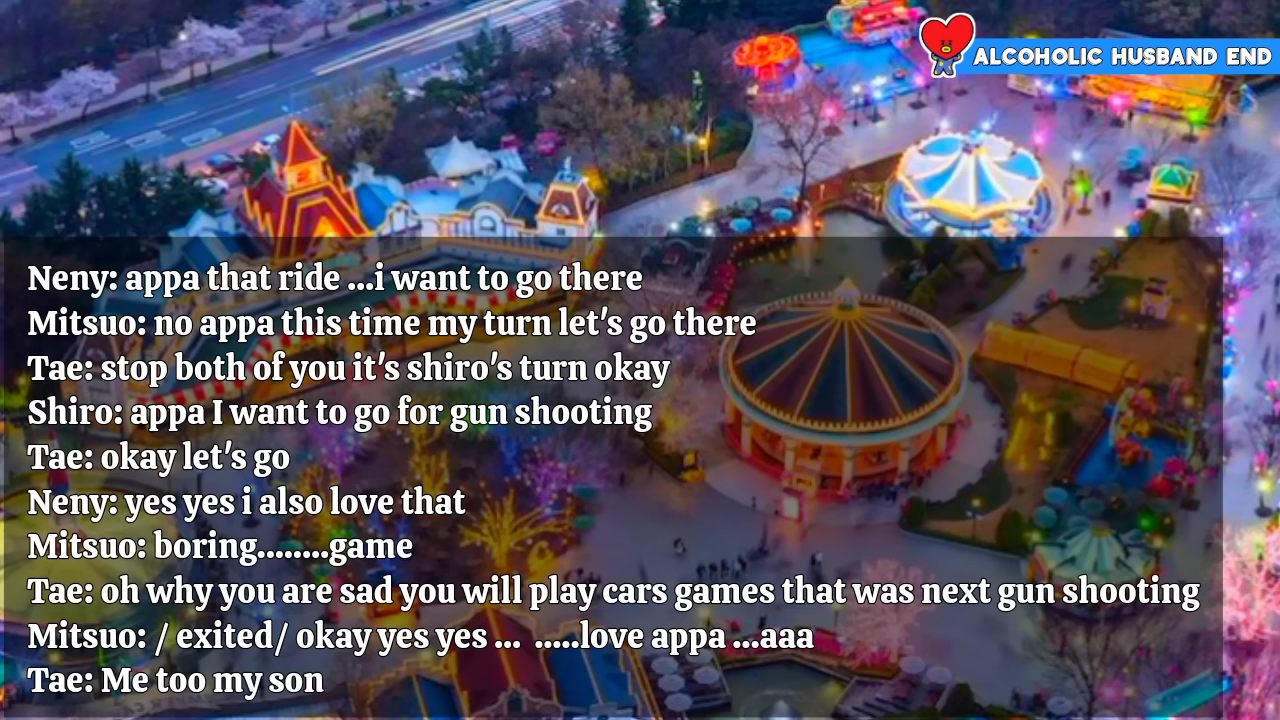 ALCOHOLIC HUSBAND END
Neny: appa that ride ...i want to go there
Mitsuo: no appa this time my turn let's go there
Tae: stop both of you it's shiro's turn okay
Shiro: appa I want to go for gun shooting
Tae: okay let's go
Neny: yes yes i also love that
Mitsuo: boring........game
Tae: oh why you are sad you will play cars games that was next gun shooting
Mitsuo: / exited/ okay yes yes ...  .....love appa ...aaa
Tae: Me too my son